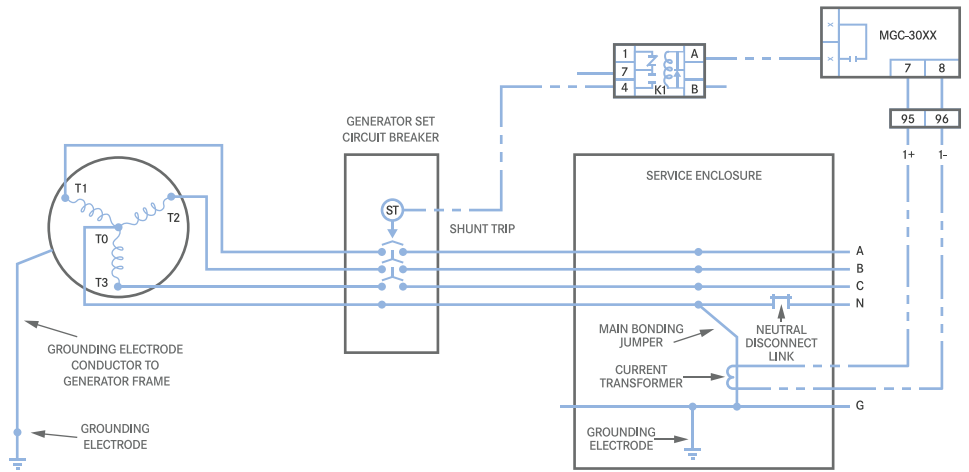 MGC-30XX
1
A
7
8
7
4
K1
B
95
96
1+
1-
GENERATOR SET
CIRCUIT BREAKER
SERVICE ENCLOSURE
T1
T2
T0
T3
ST
SHUNT TRIP
A
B
C
N
GROUNDING ELECTRODE
CONDUCTOR TO
GENERATOR FRAME
MAIN BONDING
JUMPER
NEUTRAL
DISCONNECT
LINK
CURRENT
TRANSFORMER
G
GROUNDING
ELECTRODE
GROUNDING
ELECTRODE